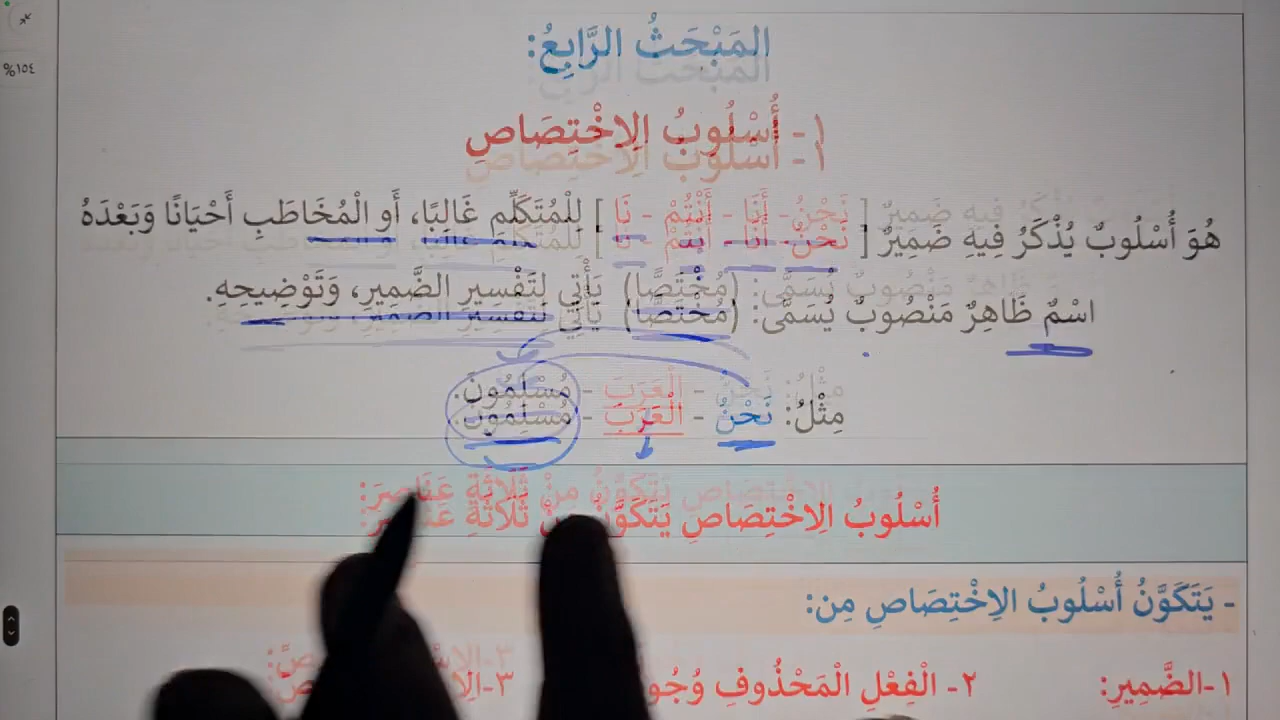 ٪١٥٤
المَبْحَثُ الرَّابِعُ:
١- أُسْلُوبُ الِاخْتِصَاصِ
هُوَ أُسْلُوبٌ يُذْكَرُ فِيهِ ضَمِيرٌ [ نَحْنُ - أَنَا - أَنْتُمْ - نَا ] لِلْمُتَكَلِّمِ غَالِبًا، أَو الْمُخَاطَبِ أَحْيَانًا وَبَعْدَهُ
اسْمٌ ظَاهِرٌ مَنْصُوبٌ يُسَمَّى: (مُخْتَصًّا) يَأْتِي لِتَفْسِيرِ الضَّمِيرِ، وَتَوْضِيحِهِ.
مِثْلُ: نَحْنُ - الْعَرَبَ - مُسْلِمُونَ.
أُسْلُوبُ الِاخْتِصَاصِ يَتَكَوَّنُ مِنْ ثَلَاثَةِ عَنَاصِرَ:
- يَتَكَوَّنُ أُسْلُوبُ الِاخْتِصَاصِ مِن:
١-الضَّمِيرِ: ٢- الْفِعْلِ الْمَحْذُوفِ ٣-